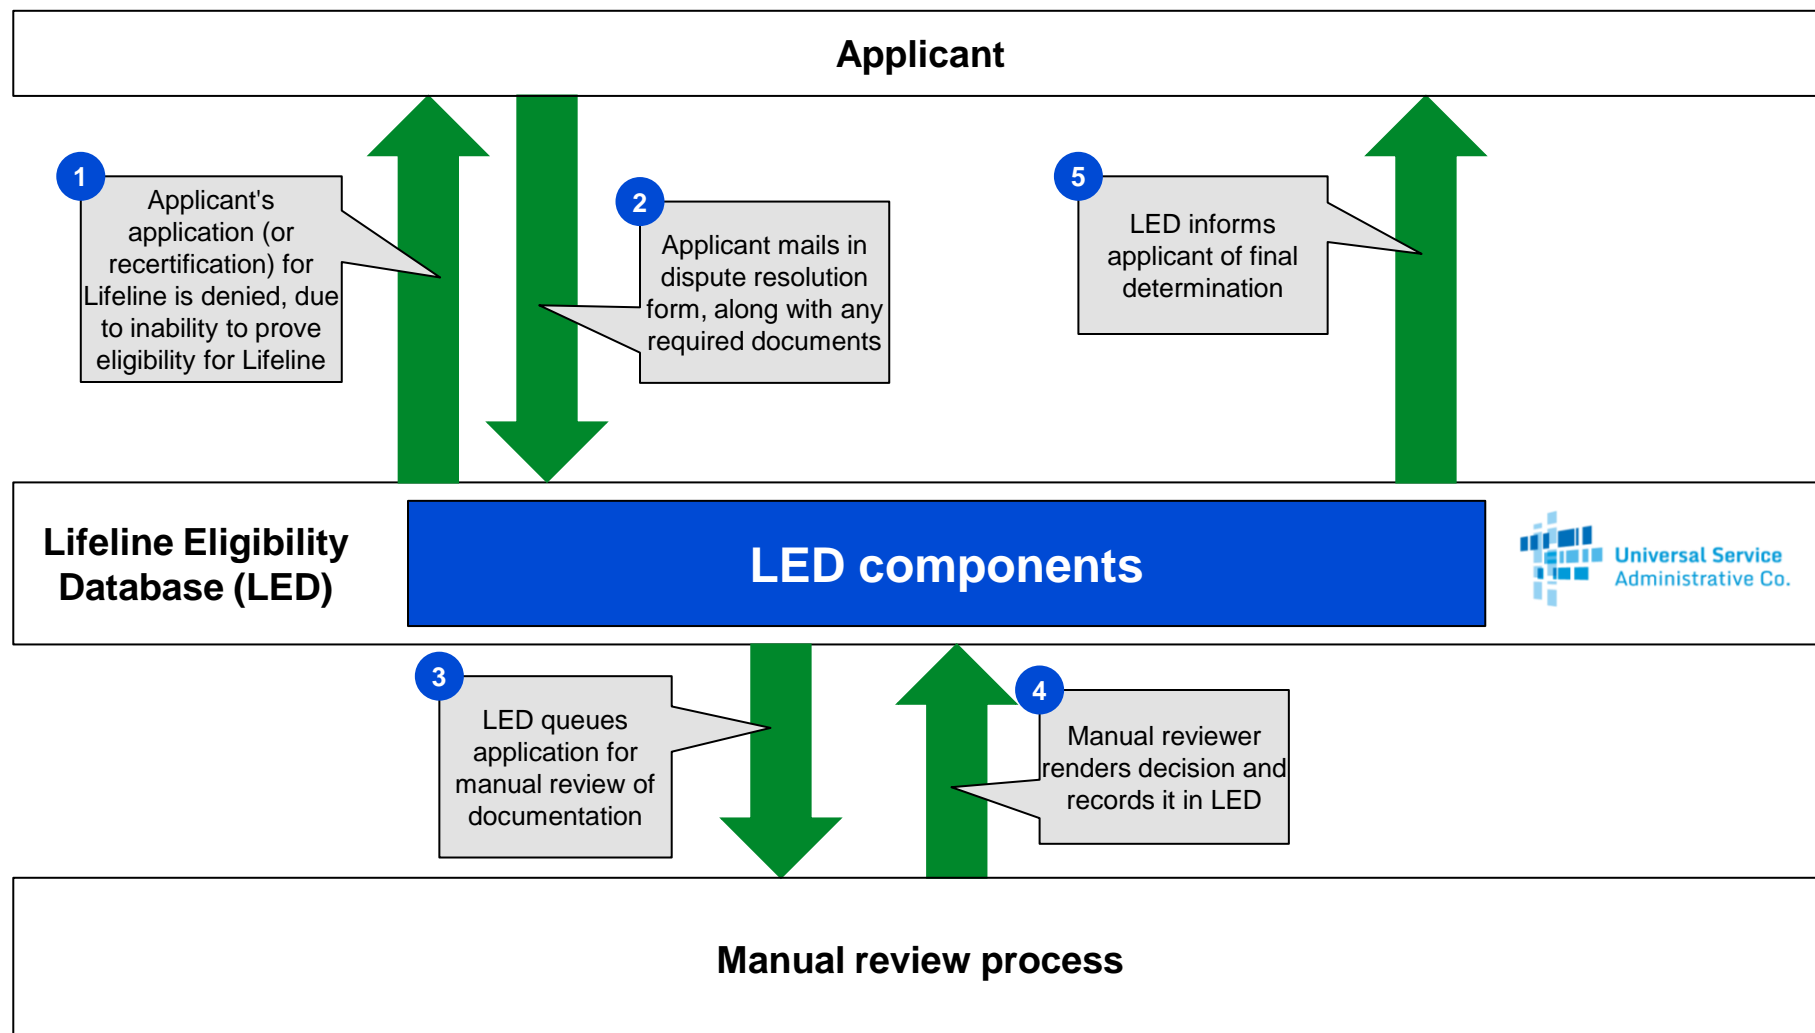 Applicant
1
Applicant's
application (or
recertification) for
Lifeline is denied, due
to inability to prove
eligibility for Lifeline
2
Applicant mails in
dispute resolution
form, along with any
required documents
5
LED informs
applicant of final
determination
Lifeline Eligibility
Database (LED)
LED components
Universal Service
Administrative Co.
3
LED queues
application for
manual review of
documentation
4
Manual reviewer
renders decision and
records it in LED
Manual review process